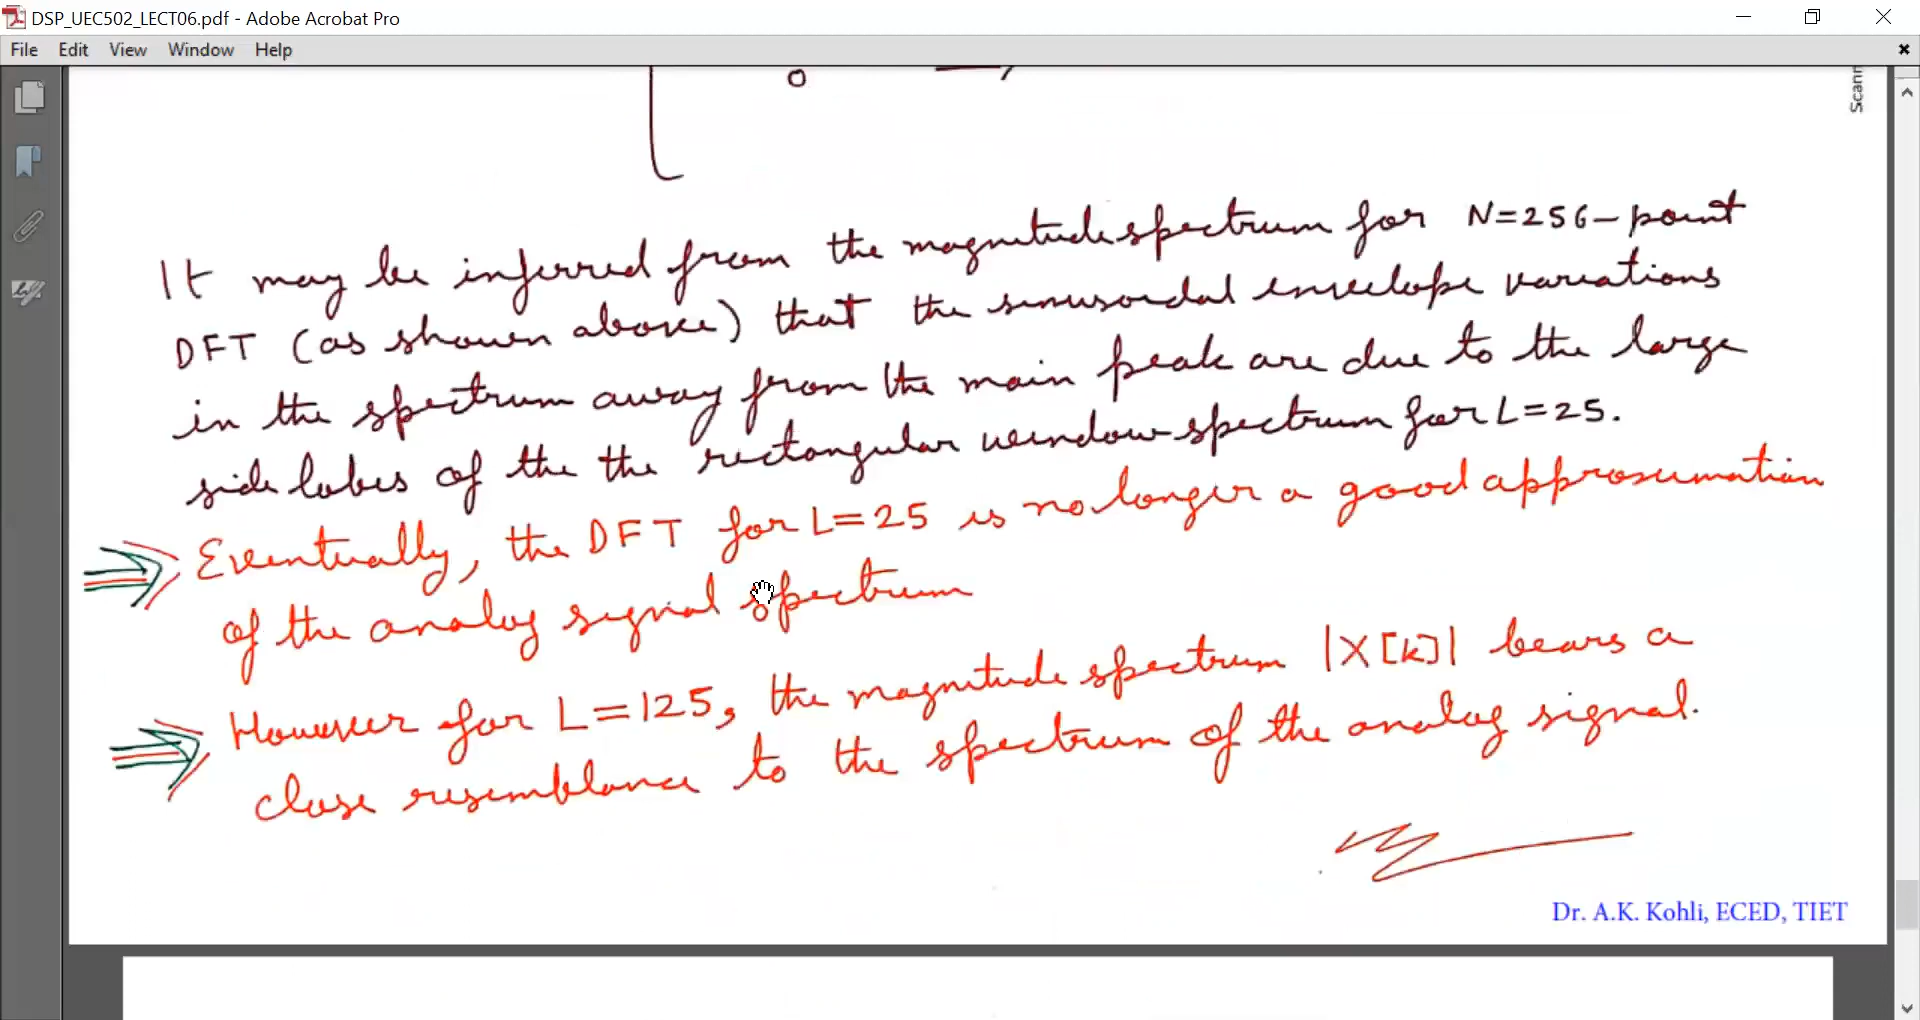 DSP_UEC502_LECT06.pdf - Adobe Acrobat Pro
File Edit View Window Help
Scann
It may be inferred from the magnitude spectrum for N=256-point
DFT (as shown above) that the sinusoidal envelope variations
in the spectrum away from the main peak are due to the large
side lobes of the the rectangular window spectrum for L=25.
Eventually, the DFT for L=25 is no longer a good approximation
of the analog signal spectrum
However for L=125, the magnitude spectrum |X[k]| bears a
close resemblance to the spectrum of the analog signal.
Dr. A.K. Kohli, ECED, TIET